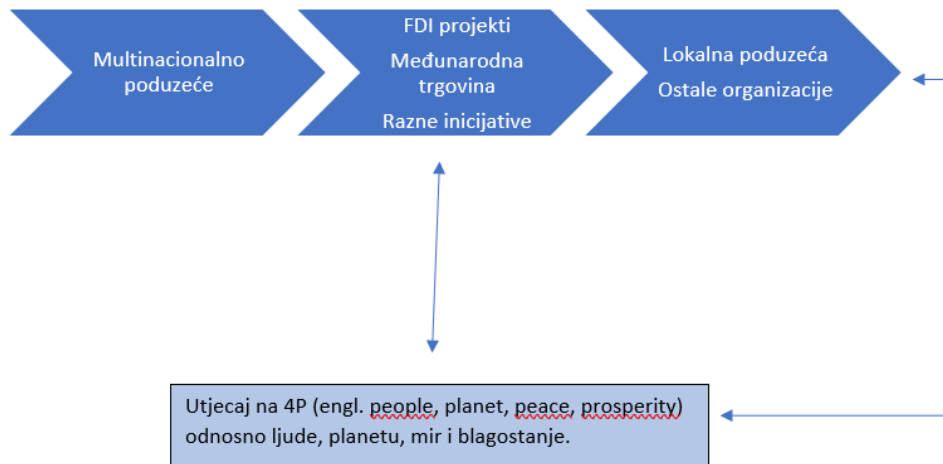 Multinacionalno
poduzeće
FDI projekti
Međunarodna
trgovina
Razne inicijative
Lokalna poduzeća
Ostale organizacije
Utjecaj na 4P (engl. people, planet, peace, prosperity)
odnosno ljude, planetu, mir i blagostanje.